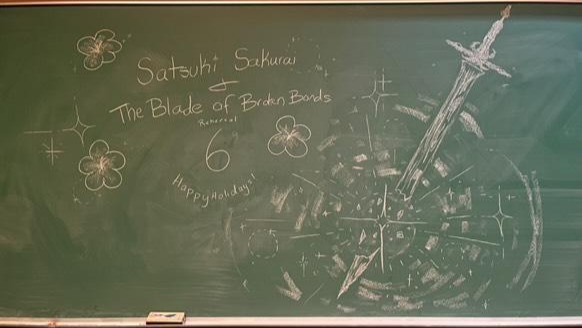 Satsuki Sakurai
+
The Blade of Broken Bonds
Rehearsal
6
Happy Holidays!